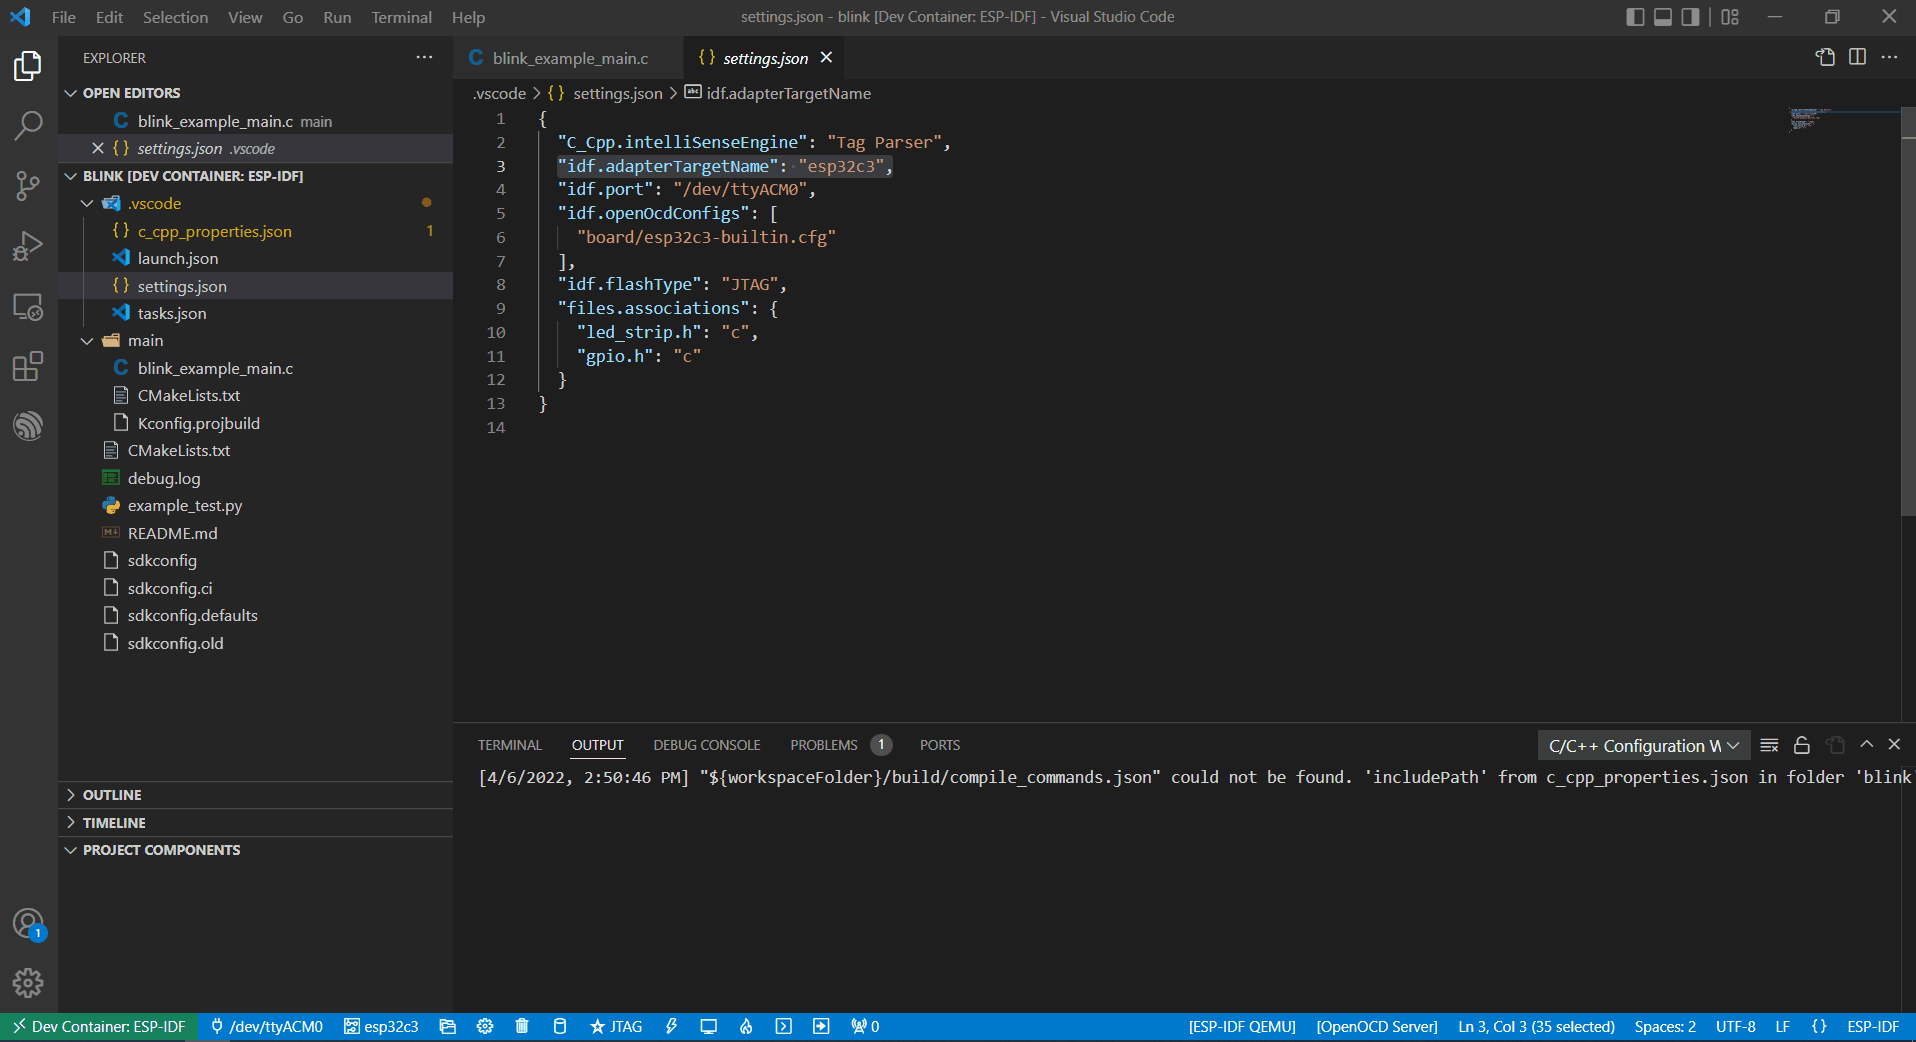 File Edit Selection View Go Run Terminal Help
settings.json - blink [Dev Container: ESP-IDF] - Visual Studio Code
EXPLORER
OPEN EDITORS
blink_example_main.c main
settings.json .vscode
BLINK [DEV CONTAINER: ESP-IDF]
.vscode
c_cpp_properties.json 1
launch.json
settings.json
tasks.json
main
blink_example_main.c
CMakeLists.txt
Kconfig.projbuild
CMakeLists.txt
debug.log
example_test.py
README.md
sdkconfig
sdkconfig.ci
sdkconfig.defaults
sdkconfig.old
OUTLINE
TIMELINE
PROJECT COMPONENTS
1
blink_example_main.c
settings.json
.vscode > {} settings.json > abc idf.adapterTargetName
1 {
2 "C_Cpp.intelliSenseEngine": "Tag Parser",
3 "idf.adapterTargetName": "esp32c3",
4 "idf.port": "/dev/ttyACM0",
5 "idf.openOcdConfigs": [
6 "board/esp32c3-builtin.cfg"
7 ],
8 "idf.flashType": "JTAG",
9 "files.associations": {
10 "led_strip.h": "c",
11 "gpio.h": "c"
12 }
13 }
14
TERMINAL OUTPUT DEBUG CONSOLE PROBLEMS 1 PORTS
C/C++ Configuration W
[4/6/2022, 2:50:46 PM] "${workspaceFolder}/build/compile_commands.json" could not be found. 'includePath' from c_cpp_properties.json in folder 'blink'
Dev Container: ESP-IDF /dev/ttyACM0 esp32c3 JTAG 0 [ESP-IDF QEMU] [OpenOCD Server] Ln 3, Col 3 (35 selected) Spaces: 2 UTF-8 LF {} ESP-IDF